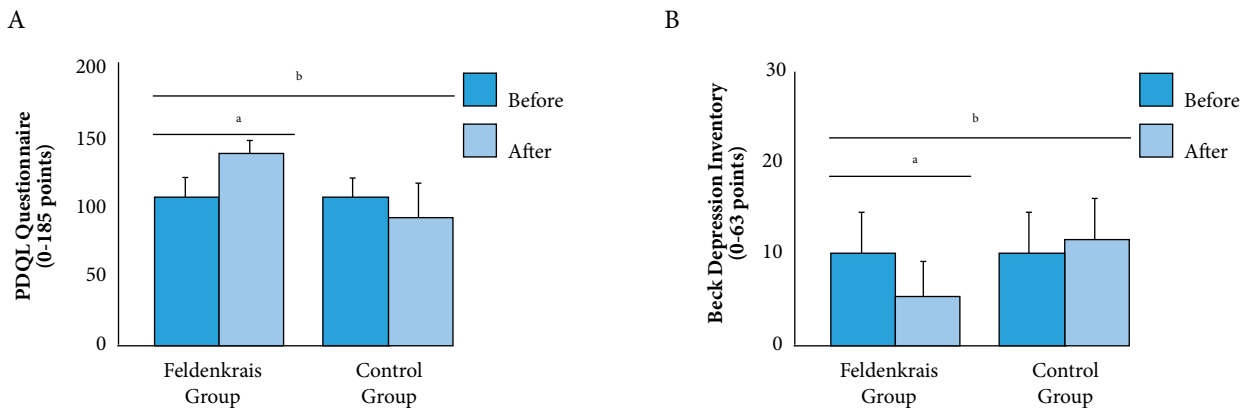 A
PDQL Questionnaire
(0-185 points)
200
150
100
50
0
b
a
Before
After
Feldenkrais
Group
Control
Group
B
Beck Depression Inventory
(0-63 points)
30
20
10
0
b
a
Before
After
Feldenkrais
Group
Control
Group